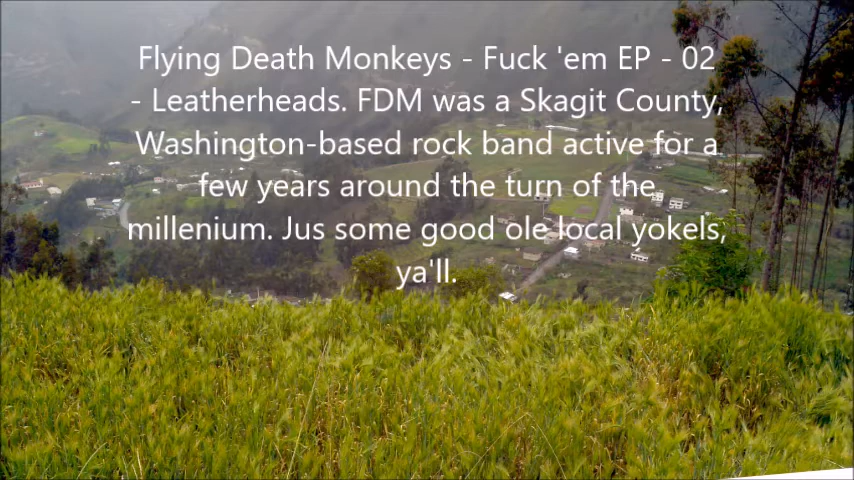 Flying Death Monkeys - Fuck 'em EP - 02
- Leatherheads. FDM was a Skagit County,
Washington-based rock band active for a
few years around the turn of the
millenium. Jus some good ole local yokels,
ya'll.